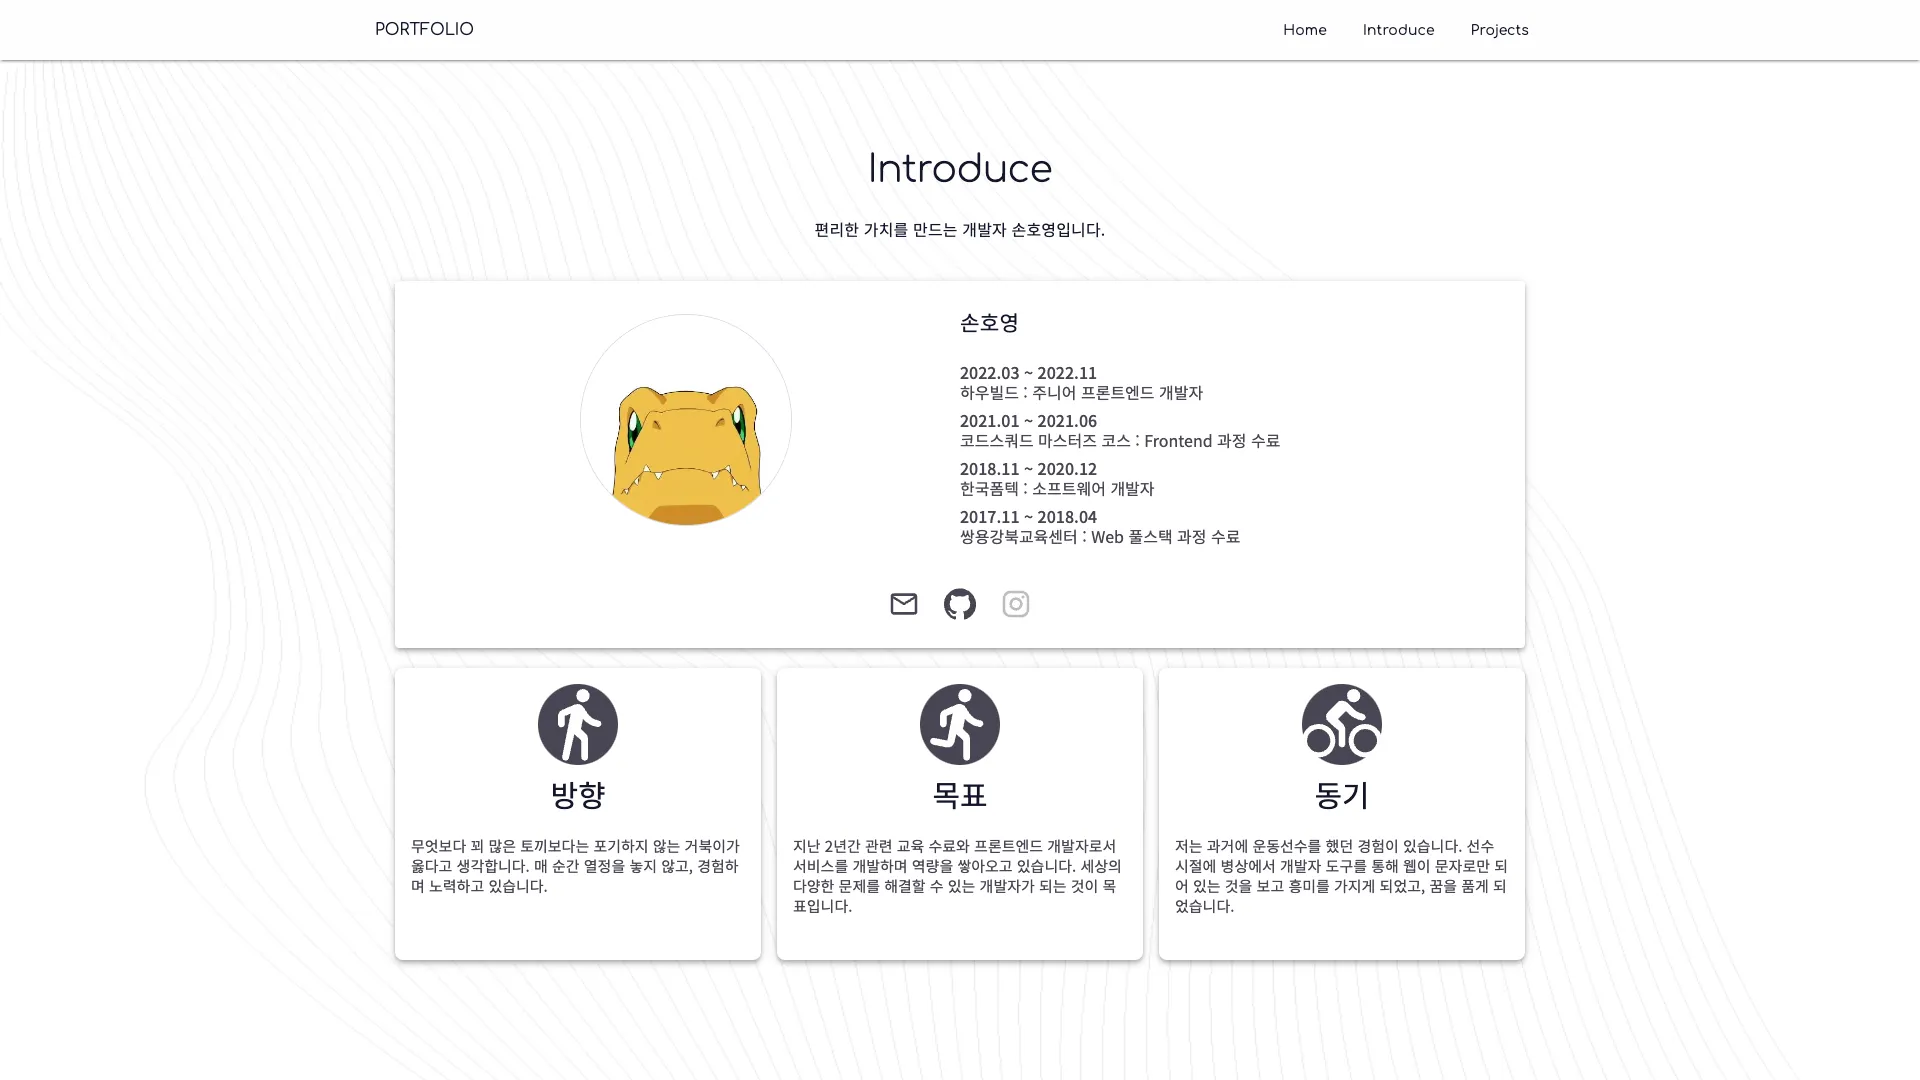 PORTFOLIO
Home
Introduce
Projects
Introduce
편리한 가치를 만드는 개발자 손호영입니다.
손호영
2022.03 ~ 2022.11
하우빌드 : 주니어 프론트엔드 개발자
2021.01 ~ 2021.06
코드스쿼드 마스터즈 코스 : Frontend 과정 수료
2018.11 ~ 2020.12
한국폼텍 : 소프트웨어 개발자
2017.11 ~ 2018.04
쌍용강북교육센터 : Web 풀스택 과정 수료
방향
무엇보다 꾀 많은 토끼보다는 포기하지 않는 거북이가
옳다고 생각합니다. 매 순간 열정을 놓지 않고, 경험하
며 노력하고 있습니다.
목표
지난 2년간 관련 교육 수료와 프론트엔드 개발자로서
서비스를 개발하며 역량을 쌓아오고 있습니다. 세상의
다양한 문제를 해결할 수 있는 개발자가 되는 것이 목
표입니다.
동기
저는 과거에 운동선수를 했던 경험이 있습니다. 선수
시절에 병상에서 개발자 도구를 통해 웹이 문자로만 되
어 있는 것을 보고 흥미를 가지게 되었고, 꿈을 품게 되
었습니다.